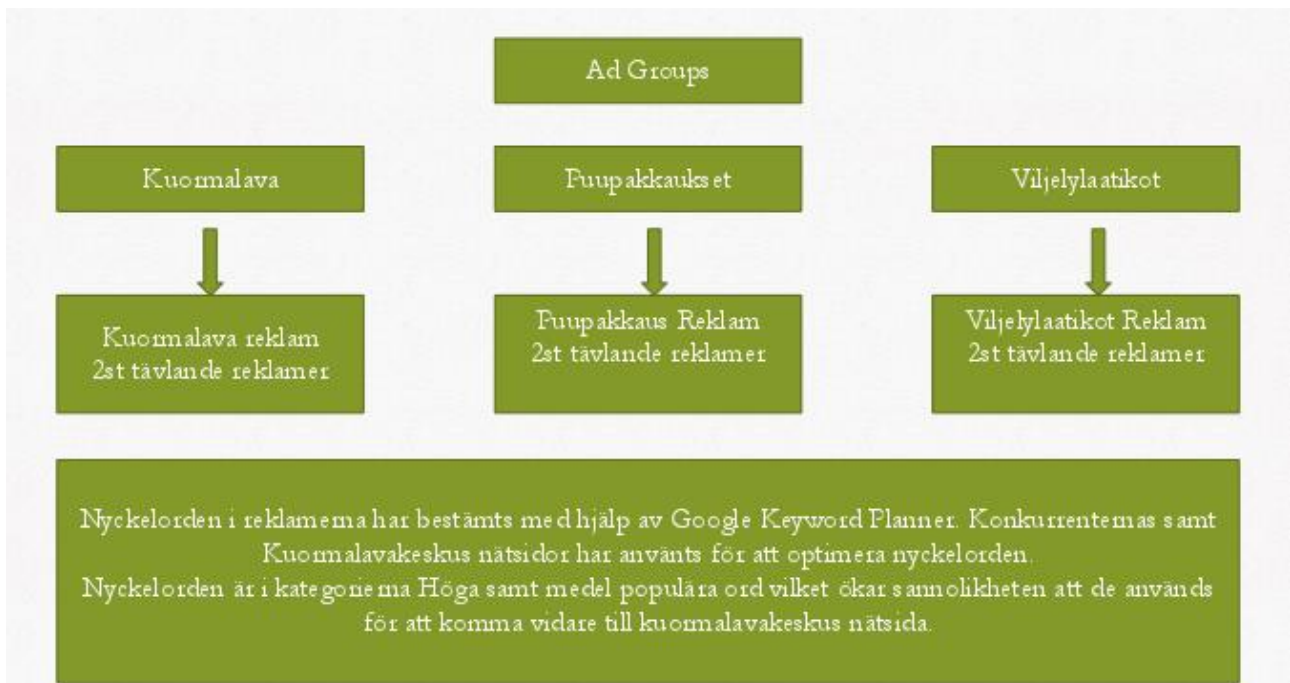 Ad Groups
Kuormalava
Puupakkaukset
Viljelylaatikot
Kuormalava reklam
2st tävlande reklamer
Puupakkaus Reklam
2st tävlande reklamer
Viljelylaatikot Reklam
2st tävlande reklamer
Nyckelorden i reklamerna har bestämts med hjälp av Google Keyword Planner. Konkurrenternas samt
Kuormalavakeskus nätsidor har använts för att optimera nyckelorden.
Nyckelorden är i kategorierna Höga samt medel populära ord vilket ökar sannolikheten att de används
för att komma vidare till kuormalavakeskus nätsida.